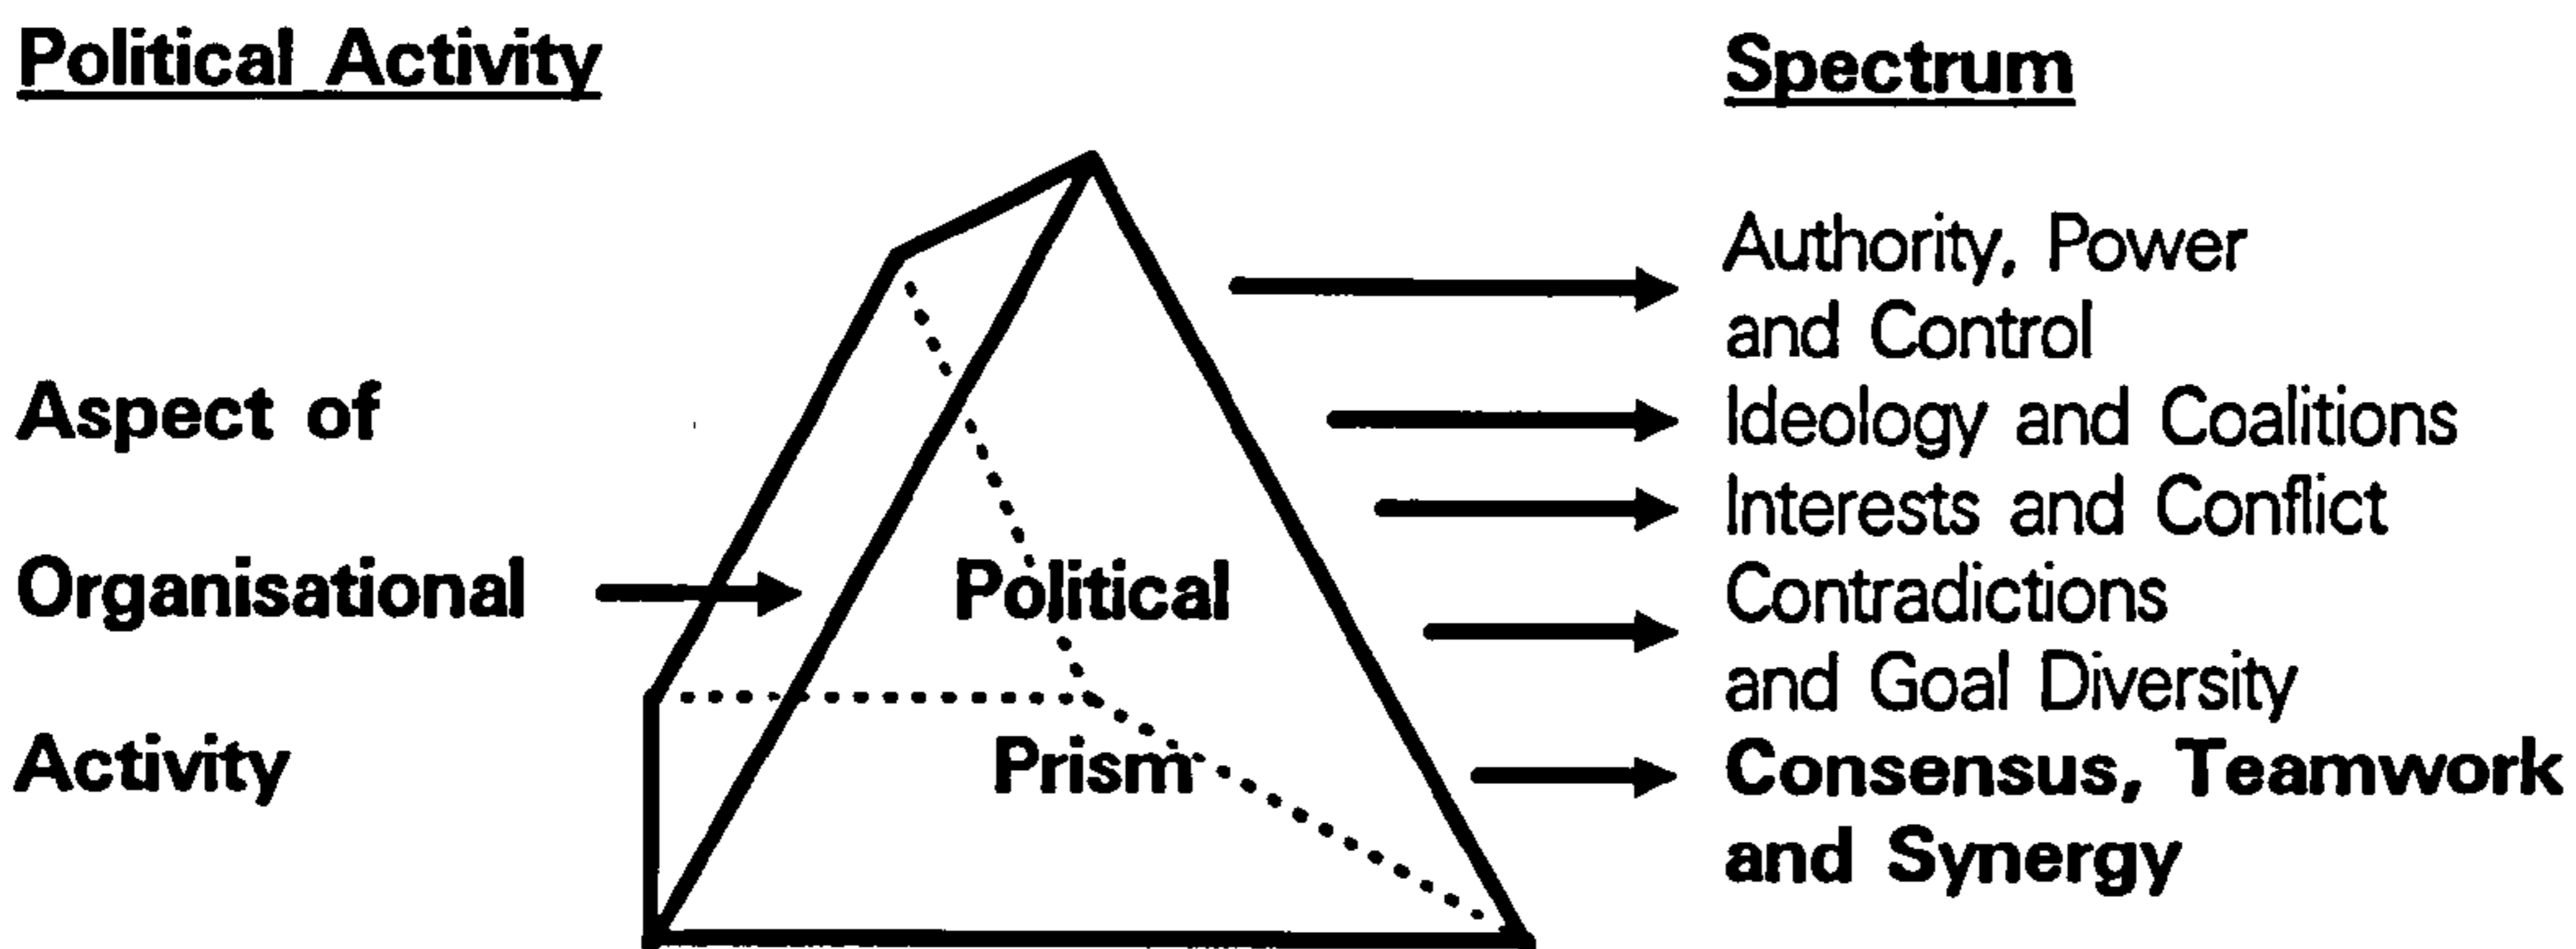 Political Activity
Spectrum
Aspect of
Organisational
Activity
Political
Prism
Authority, Power
and Control
Ideology and Coalitions
Interests and Conflict
Contradictions
and Goal Diversity
Consensus, Teamwork
and Synergy